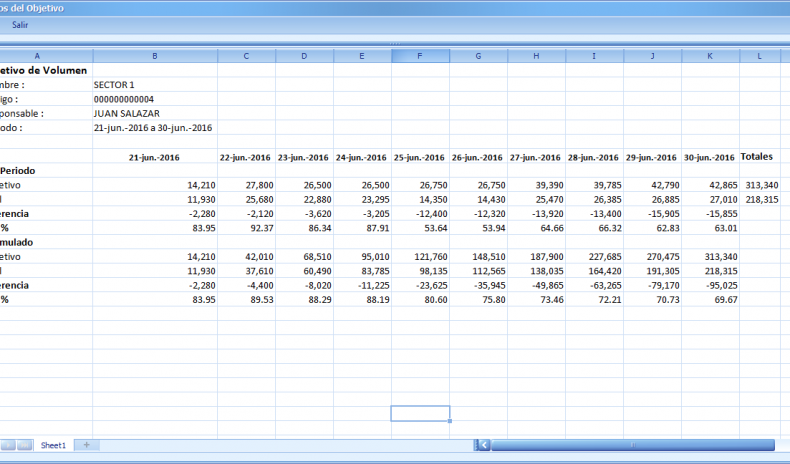 os del Objetivo
Salir
A B C D E F G H I J K L
etivo de Volumen
mbre : SECTOR 1
igo : 000000000004
ponsable : JUAN SALAZAR
odo : 21-jun.-2016 a 30-jun.-2016
21-jun.-2016 22-jun.-2016 23-jun.-2016 24-jun.-2016 25-jun.-2016 26-jun.-2016 27-jun.-2016 28-jun.-2016 29-jun.-2016 30-jun.-2016 Totales
Periodo
etivo 14,210 27,800 26,500 26,500 26,750 26,750 39,390 39,785 42,790 42,865 313,340
l 11,930 25,680 22,880 23,295 14,350 14,430 25,470 26,385 26,885 27,010 218,315
erencia -2,280 -2,120 -3,620 -3,205 -12,400 -12,320 -13,920 -13,400 -15,905 -15,855
% 83.95 92.37 86.34 87.91 53.64 53.94 64.66 66.32 62.83 63.01
mulado
etivo 14,210 42,010 68,510 95,010 121,760 148,510 187,900 227,685 270,475 313,340
l 11,930 37,610 60,490 83,785 98,135 112,565 138,035 164,420 191,305 218,315
erencia -2,280 -4,400 -8,020 -11,225 -23,625 -35,945 -49,865 -63,265 -79,170 -95,025
% 83.95 89.53 88.29 88.19 80.60 75.80 73.46 72.21 70.73 69.67
Sheet1 +